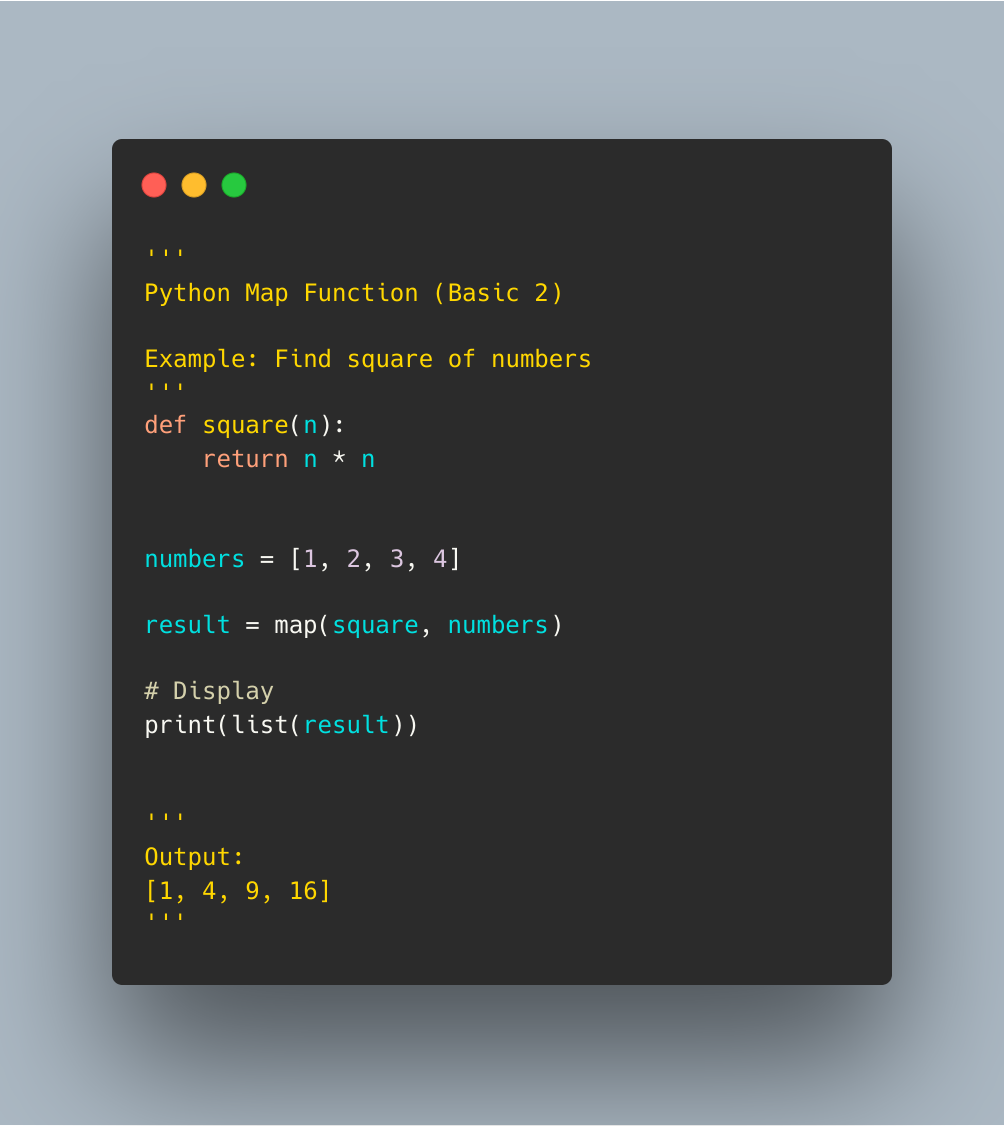 '''
Python Map Function (Basic 2)
Example: Find square of numbers
'''
def square(n):
    return n * n
numbers = [1, 2, 3, 4]
result = map(square, numbers)
# Display
print(list(result))
'''
Output:
[1, 4, 9, 16]
'''